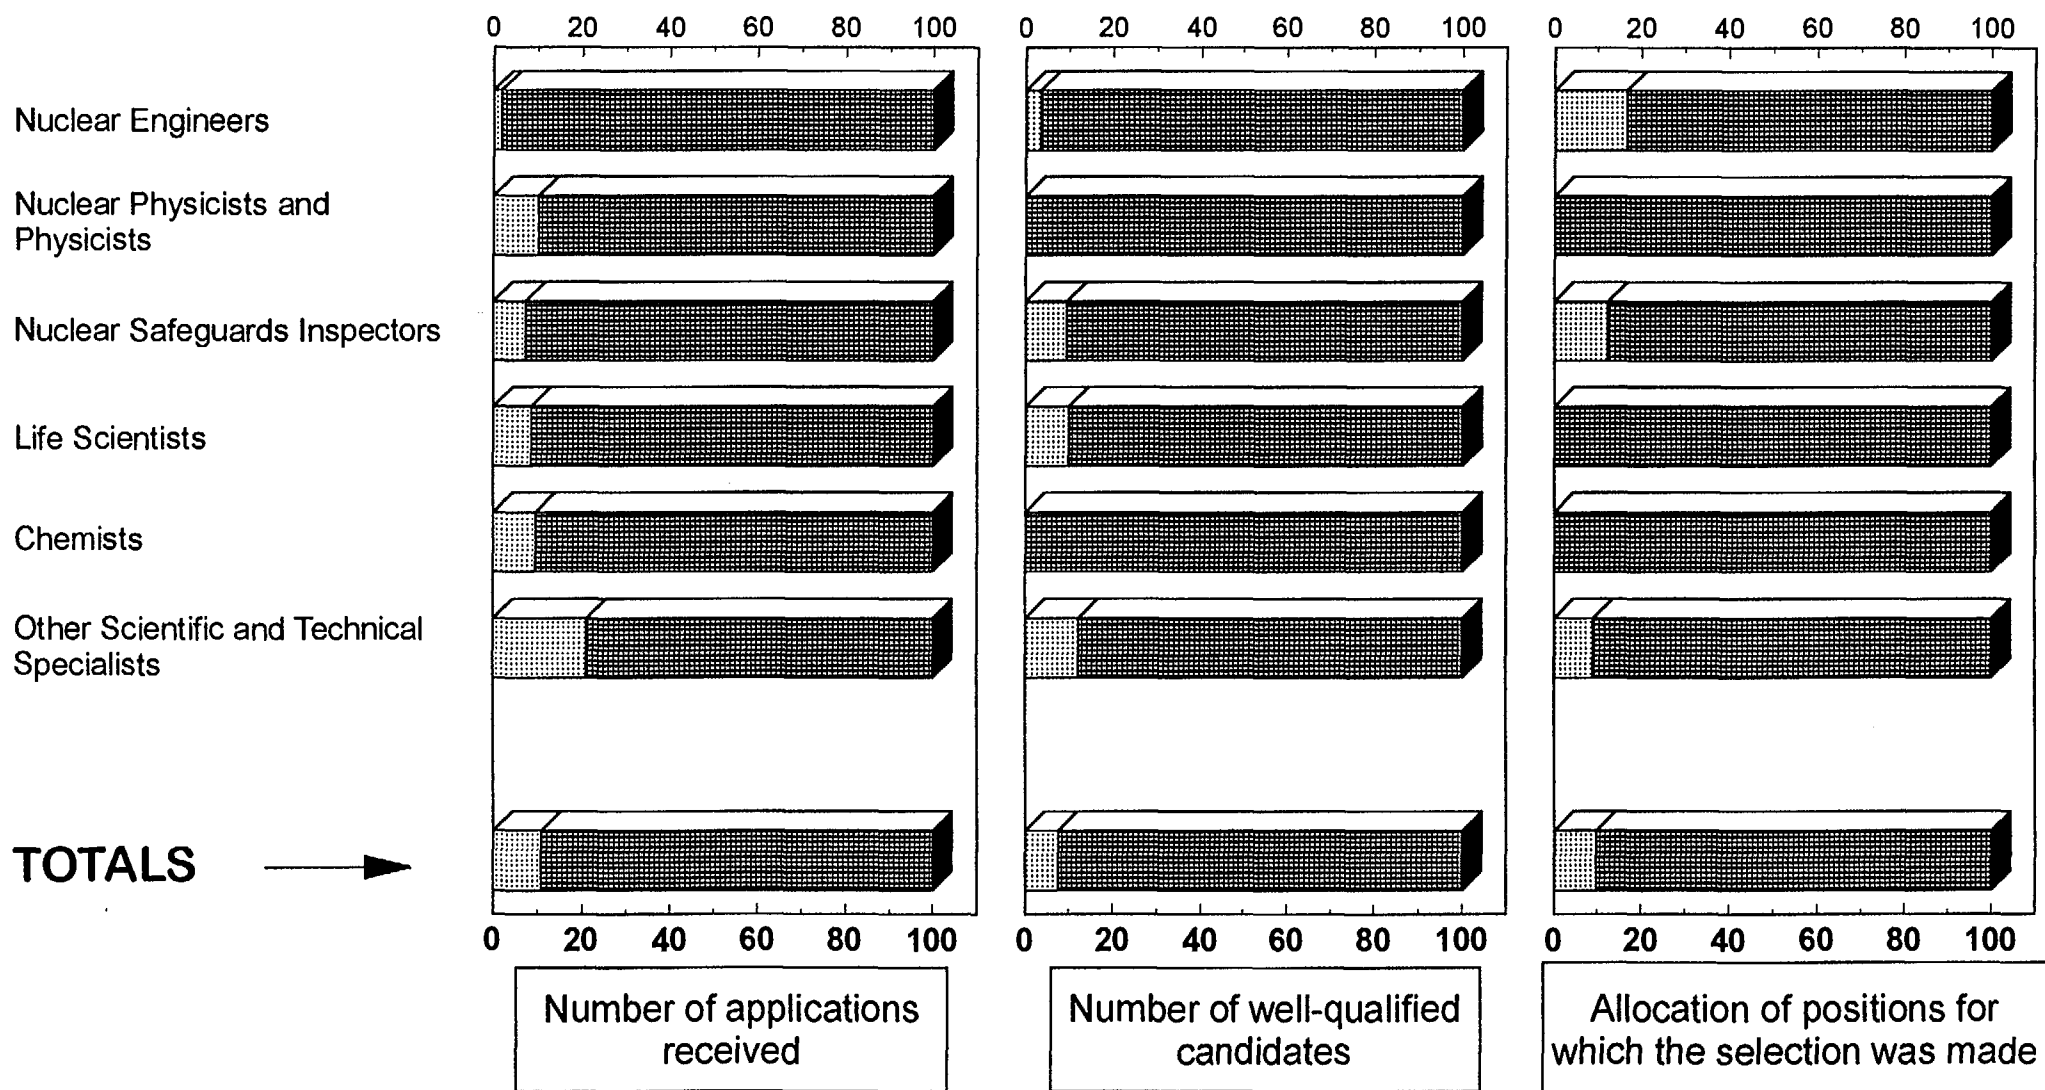 0 20 40 60 80 100
0 20 40 60 80 100
0 20 40 60 80 100
Nuclear Engineers
Nuclear Physicists and
Physicists
Nuclear Safeguards Inspectors
Life Scientists
Chemists
Other Scientific and Technical
Specialists
TOTALS
0 20 40 60 80 100
0 20 40 60 80 100
0 20 40 60 80 100
Number of applications
received
Number of well-qualified
candidates
Allocation of positions for
which the selection was made